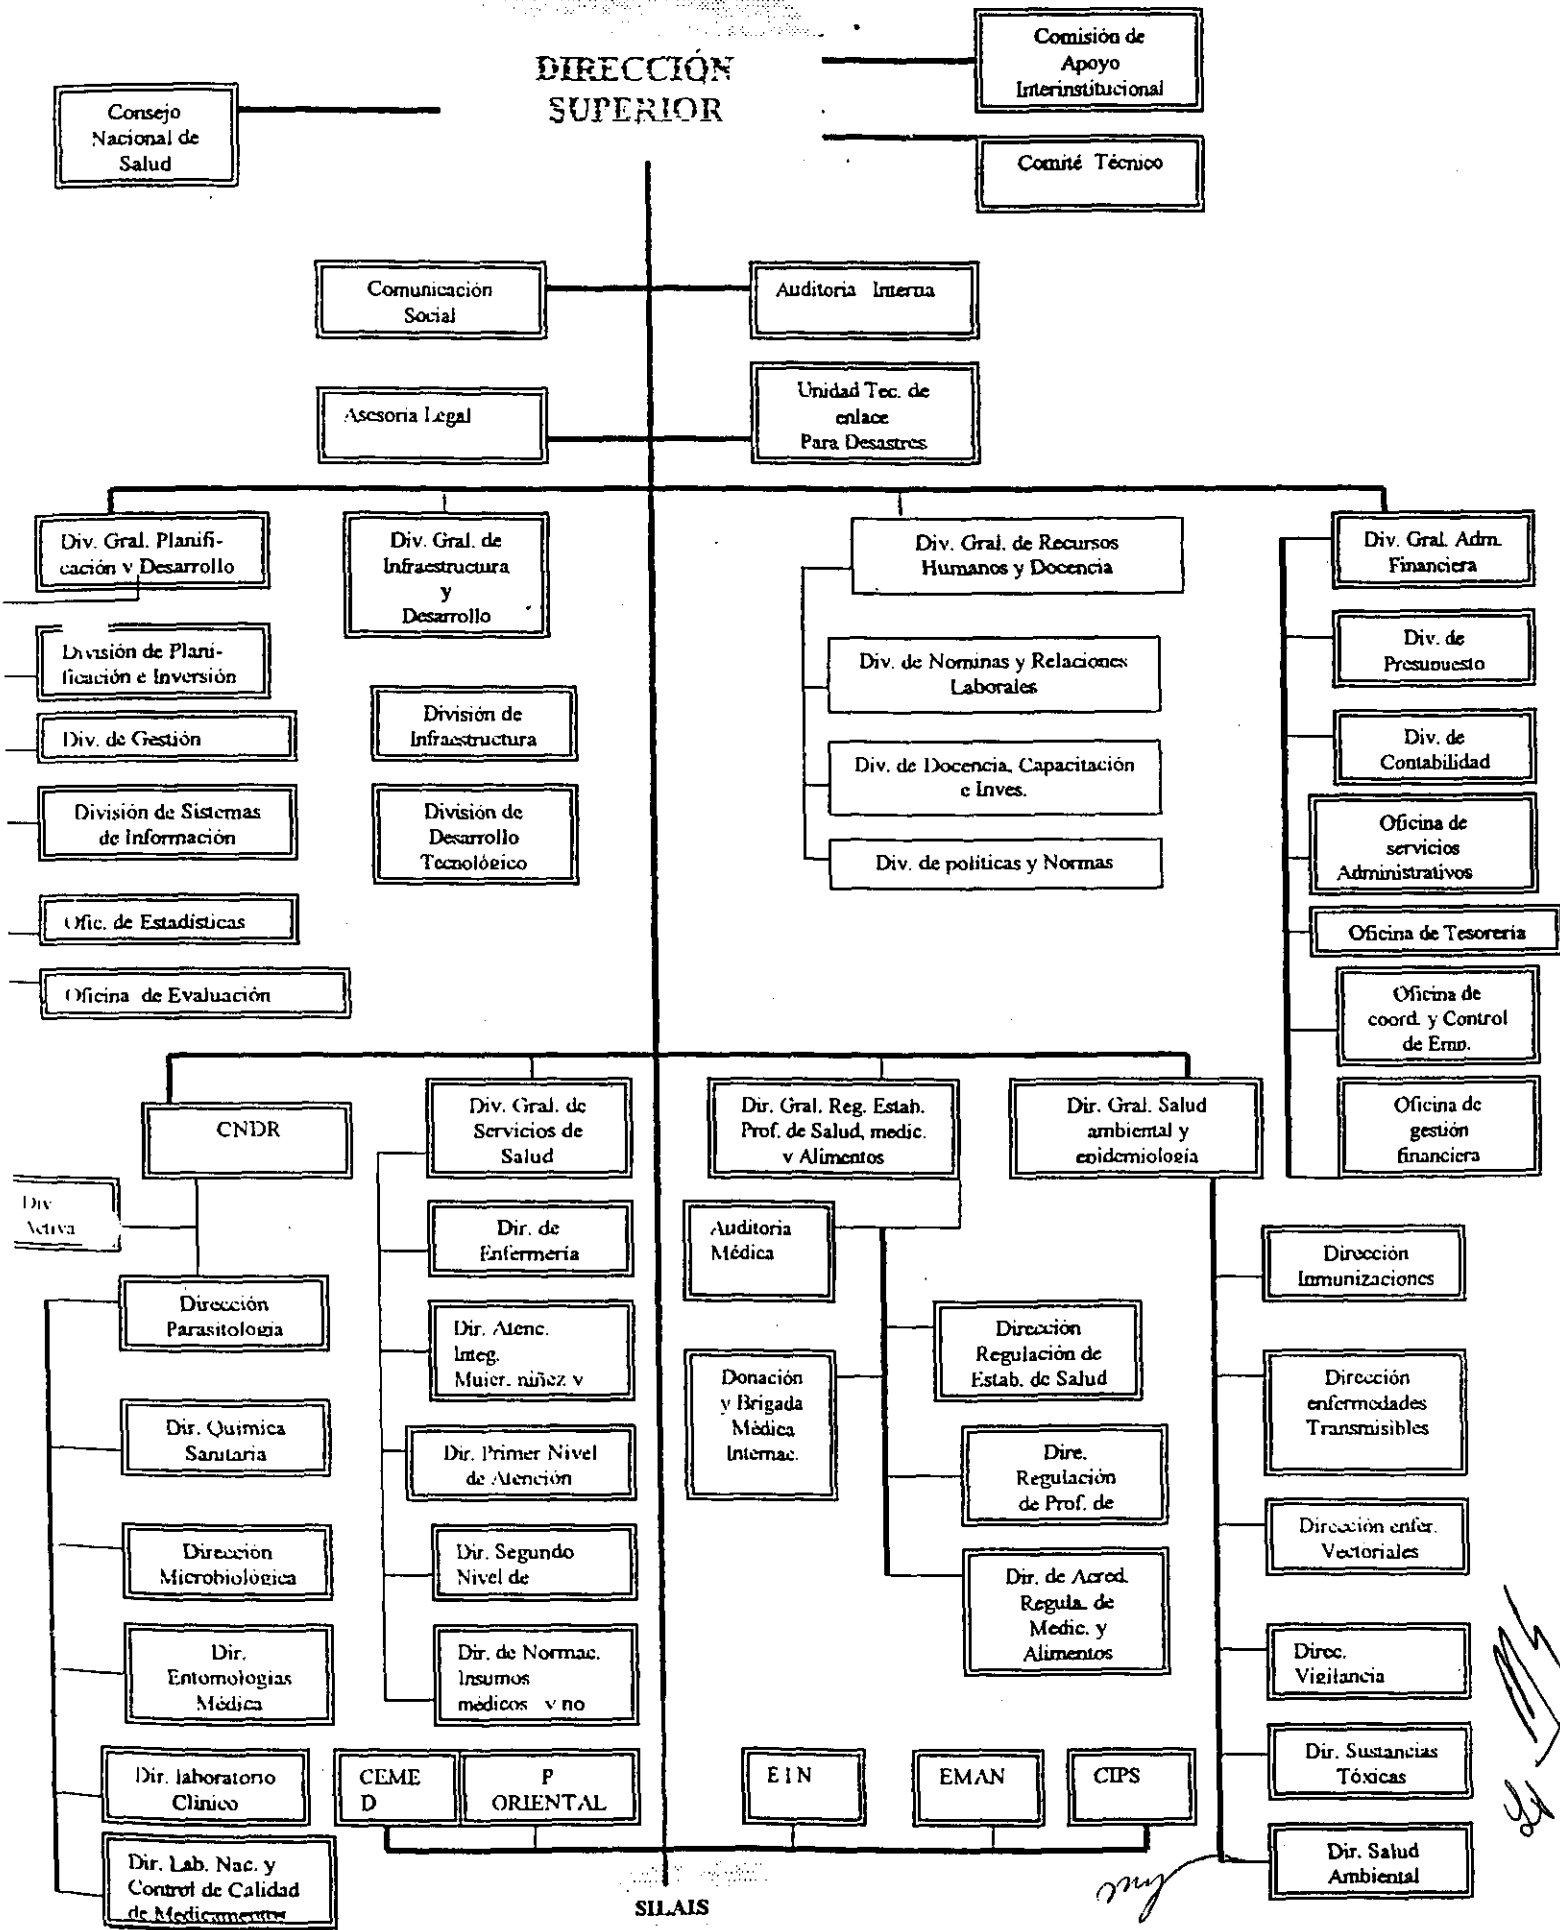 DIRECCIÓN
SUPERIOR
Comisión de
Apoyo
Interinstitucional
Consejo
Nacional de
Salud
Comité Técnico
Comunicación
Social
Auditoria Interna
Asesoria Legal
Unidad Tec. de
enlace
Para Desastres
Div. Gral. Planifi-
cación y Desarrollo
División de Plani-
ficación e Inversión
Div. de Gestión
División de Sistemas
de Información
Ofic. de Estadísticas
Oficina de Evaluación
Div. Gral. de
Infraestructura
y
Desarrollo
División de
Infraestructura
División de
Desarrollo
Tecnológico
Div. Gral. de Recursos
Humanos y Docencia
Div. de Nominas y Relaciones
Laborales
Div. de Docencia, Capacitación
e Inves.
Div. de políticas y Normas
Div. Gral. Adm.
Financiera
Div. de
Presupuesto
Div. de
Contabilidad
Oficina de
servicios
Administrativos
Oficina de Tesorería
Oficina de
coord. y Control
de Emp.
Oficina de
gestión
financiera
CNDR
Div
Activa
Dirección
Parasitología
Dir. Química
Sanitaria
Dirección
Microbiológica
Dir.
Entomologías
Médica
Dir. laboratorio
Clínico
Dir. Lab. Nac. y
Control de Calidad
de Medicamentos
Div. Gral. de
Servicios de
Salud
Dir. de
Enfermería
Dir. Atenc.
Integ.
Mujer, niñez y
Dir. Primer Nivel
de Atención
Dir. Segundo
Nivel de
Dir. de Normac.
Insumos
médicos y no
Dir. Gral. Reg. Estab.
Prof. de Salud, medic.
y Alimentos
Auditoria
Médica
Donación
y Brigada
Médica
Internac.
Dirección
Regulación de
Estab. de Salud
Dire.
Regulación
de Prof. de
Dir. de Acred.
Regula. de
Medic. y
Alimentos
Dir. Gral. Salud
ambiental y
epidemiología
Dirección
Inmunizaciones
Dirección
enfermedades
Transmisibles
Dirección enfer.
Vectoriales
Direc.
Vigilancia
Dir. Sustancias
Tóxicas
Dir. Salud
Ambiental
CEME
D
P
ORIENTAL
E I N
EMAN
CIPS
SILAIS